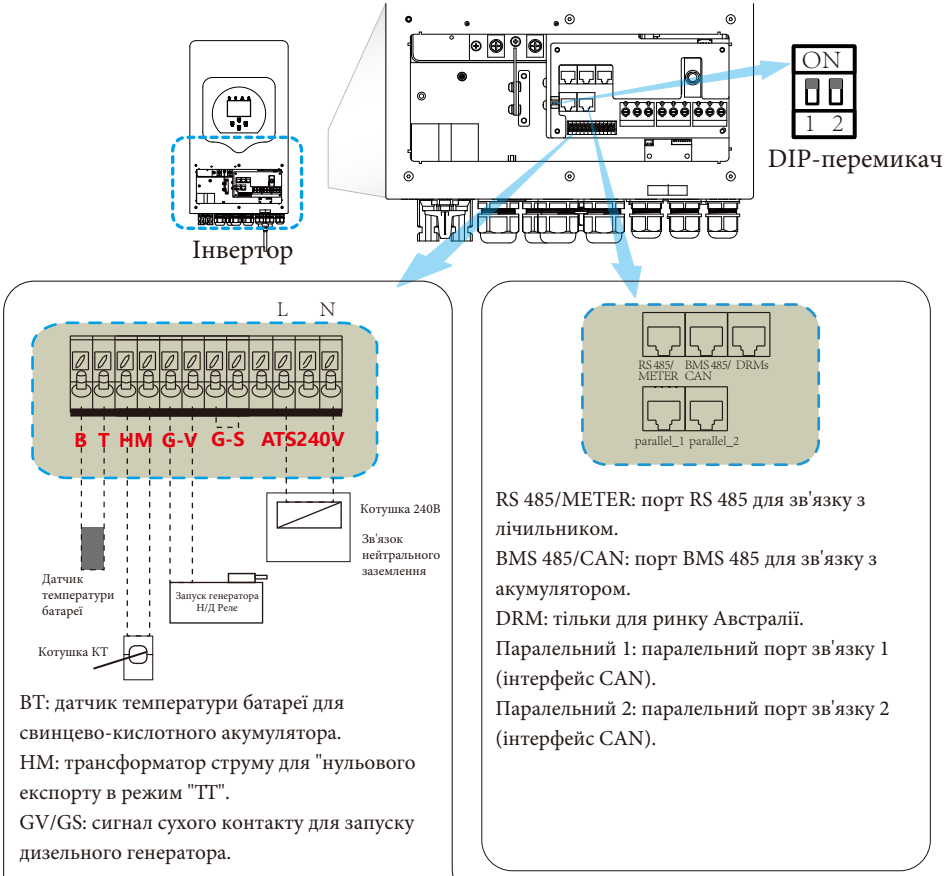 ON
1 2
DIP-перемикач
Інвертор
L N
B T HM G-V G-S ATS240V
Котушка 240В
Зв'язок
нейтрального
заземлення
Датчик
температури
батареї
Запуск генератора
Н/Д Реле
Котушка КТ
BT: датчик температури батареї для
свинцево-кислотного акумулятора.
HM: трансформатор струму для "нульового
експорту в режим "ТТ".
GV/GS: сигнал сухого контакту для запуску
дизельного генератора.
RS 485/
METER
BMS 485/
CAN
DRMs
parallel_1 parallel_2
RS 485/METER: порт RS 485 для зв'язку з
лічильником.
BMS 485/CAN: порт BMS 485 для зв'язку з
акумулятором.
DRM: тільки для ринку Австралії.
Паралельний 1: паралельний порт зв'язку 1
(інтерфейс CAN).
Паралельний 2: паралельний порт зв'язку 2
(інтерфейс CAN).